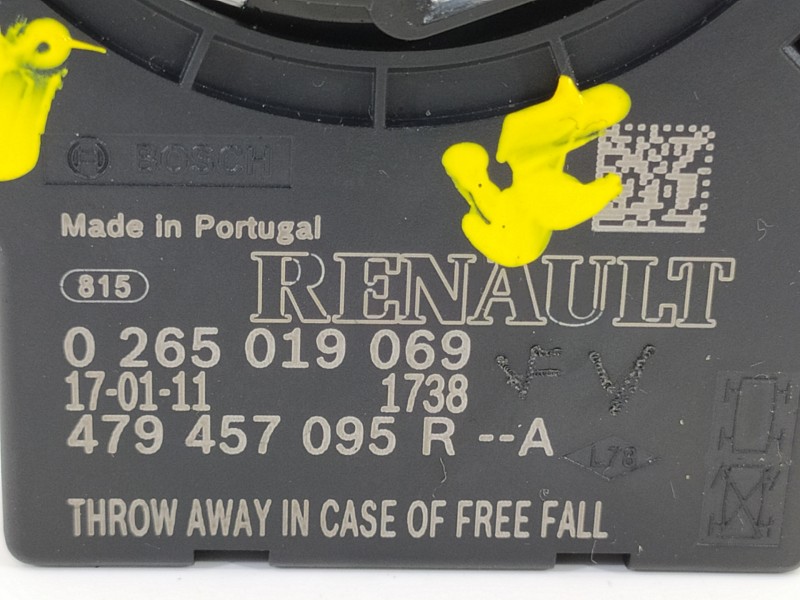 BOSCH
Made in Portugal
815
RENAULT
0 265 019 069
17-01-11 1738
479 457 095 R --A
L78
THROW AWAY IN CASE OF FREE FALL